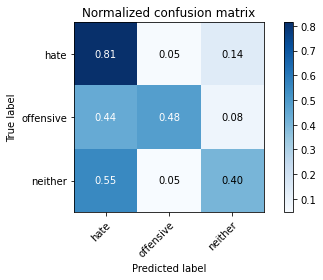 Normalized confusion matrix
True label
hate 0.81 0.05 0.14
offensive 0.44 0.48 0.08
neither 0.55 0.05 0.40
hate offensive neither
Predicted label
0.8
0.7
0.6
0.5
0.4
0.3
0.2
0.1